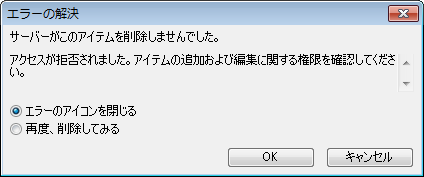 エラーの解決
サーバーがこのアイテムを削除しませんでした。
アクセスが拒否されました。アイテムの追加および編集に関する権限を確認してくださ
い。
エラーのアイコンを閉じる
再度、削除してみる
OK
キャンセル